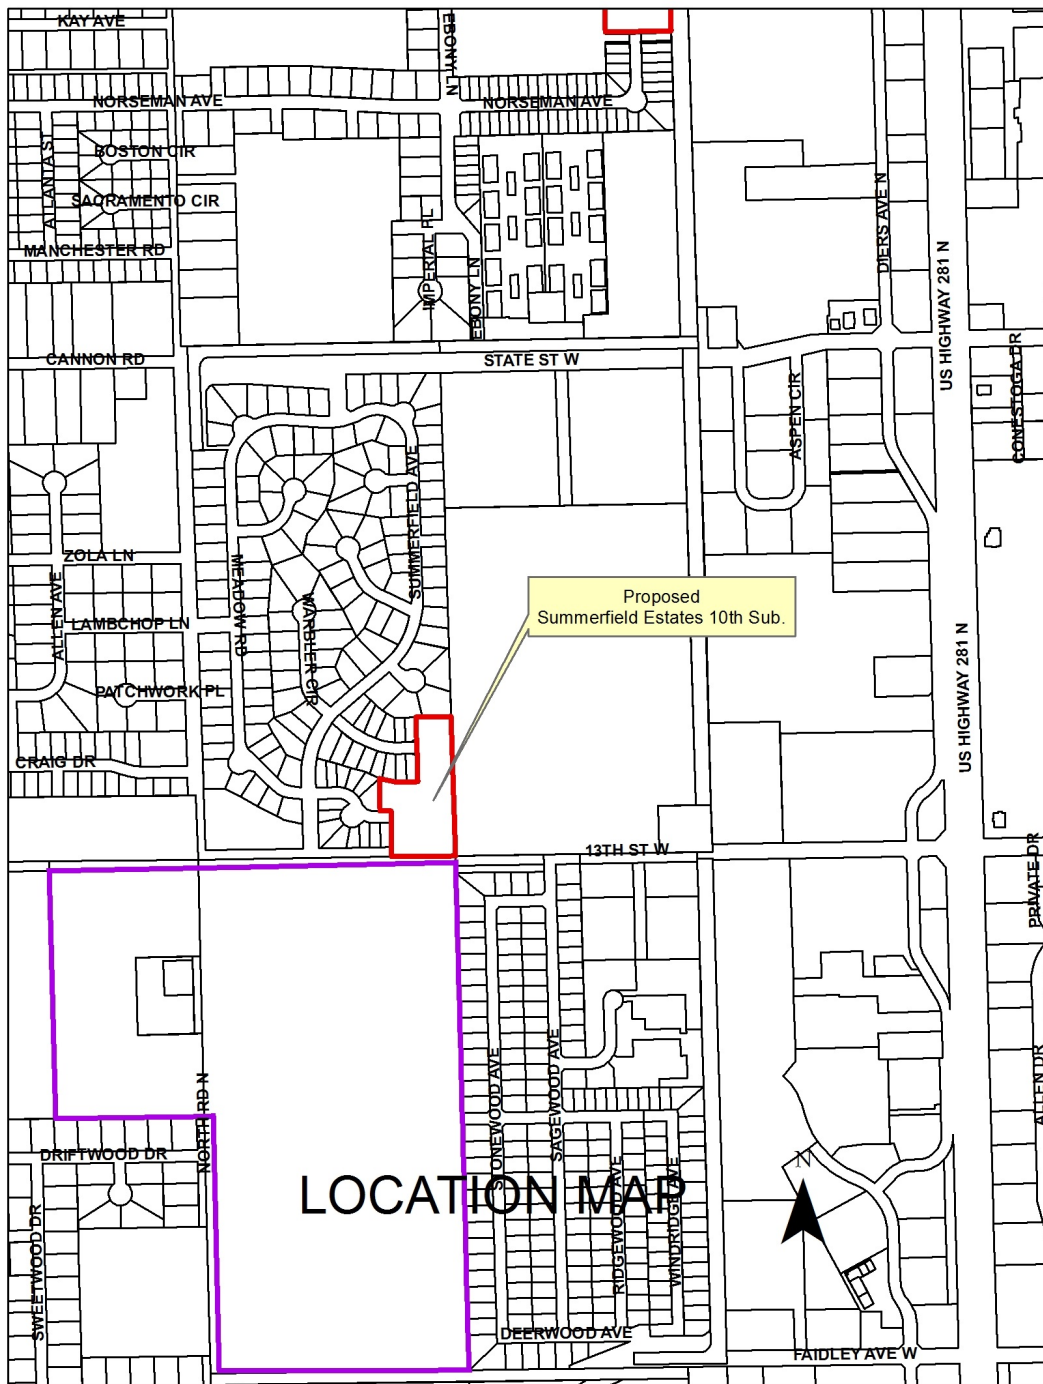 KAY AVE
EBONY LN
NORSEMAN AVE
NORSEMAN AVE
ATLANTA S
BOSTON CIR
SACRAMENTO CIR
MANCHESTER RD
IMPERIAL PL
EBONY LN
DIERS AVE N
US HIGHWAY 281 N
CANNON RD
STATE ST W
ASPEN CIR
CONESTOGA DR
SUMMERFIELD AVE
ZOLA LN
ALLEN AVE
LAMBCHOP LN
MEADOW RD
WARBLER CIR
Proposed
Summerfield Estates 10th Sub.
US HIGHWAY 281 N
PATCHWORK PL
CRAIG DR
13TH ST W
PRIVATE DR
NORTH RD N
STONEWOOD AVE
SAGEWOOD AVE
ALLEN DR
DRIFTWOOD DR
N
LOCATION MAP
SWEETWOOD DR
RIDGEWOOD AVE
WINDRIDGE AVE
DEERWOOD AVE
FAIDLEY AVE W